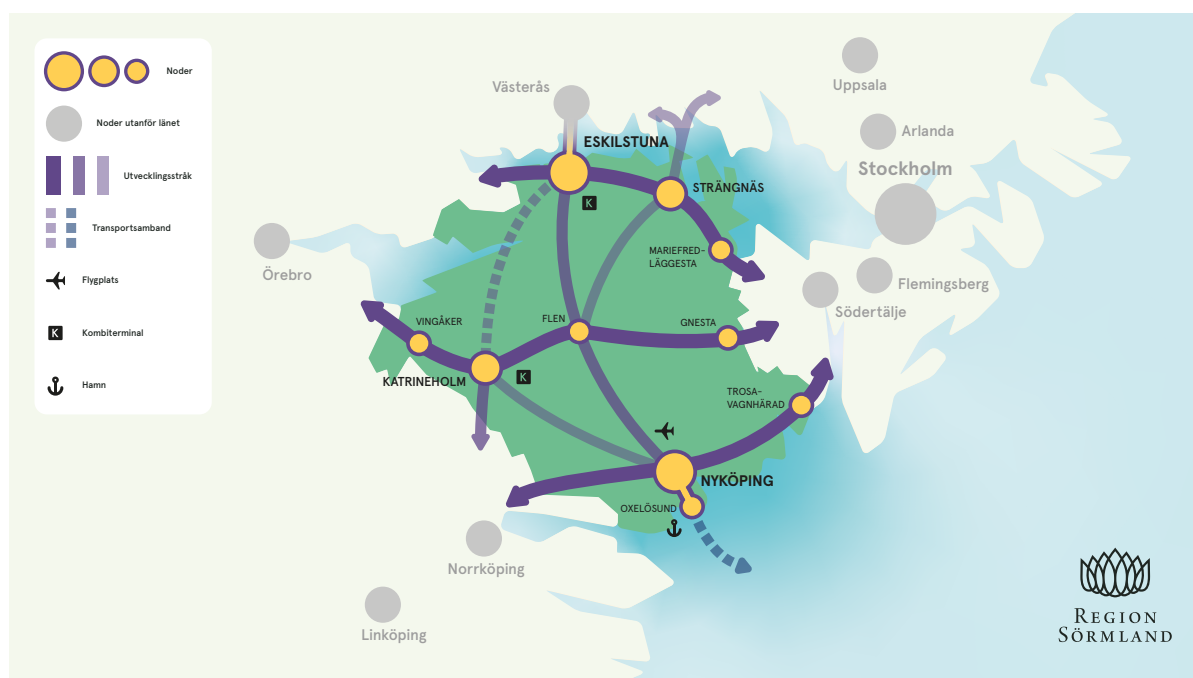 Noder
Noder utanför länet
Utvecklingsstråk
Transportsamband
Flygplats
K
Kombiterminal
Hamn
Uppsala
Västerås
Arlanda
ESKILSTUNA
Stockholm
STRÄNGNÄS
K
MARIEFRED-
LÄGGESTA
Örebro
Flemingsberg
Södertälje
VINGÅKER
FLEN
GNESTA
KATRINEHOLM
K
TROSA-
VAGNHÄRAD
NYKÖPING
OXELÖSUND
Norrköping
Linköping
REGION
SÖRMLAND